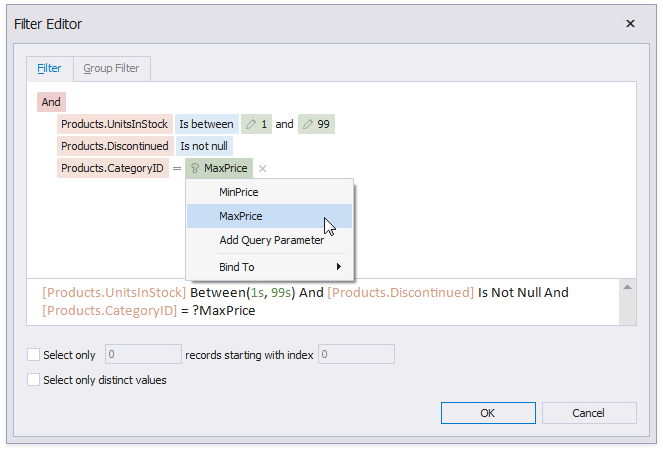 Filter Editor
Filter Group Filter
And
Products.UnitsInStock Is between 1 and 99
Products.Discontinued Is not null
Products.CategoryID = MaxPrice
MinPrice
MaxPrice
Add Query Parameter
Bind To
[Products.UnitsInStock] Between(1s, 99s) And [Products.Discontinued] Is Not Null And
[Products.CategoryID] = ?MaxPrice
Select only 0 records starting with index 0
Select only distinct values
OK Cancel